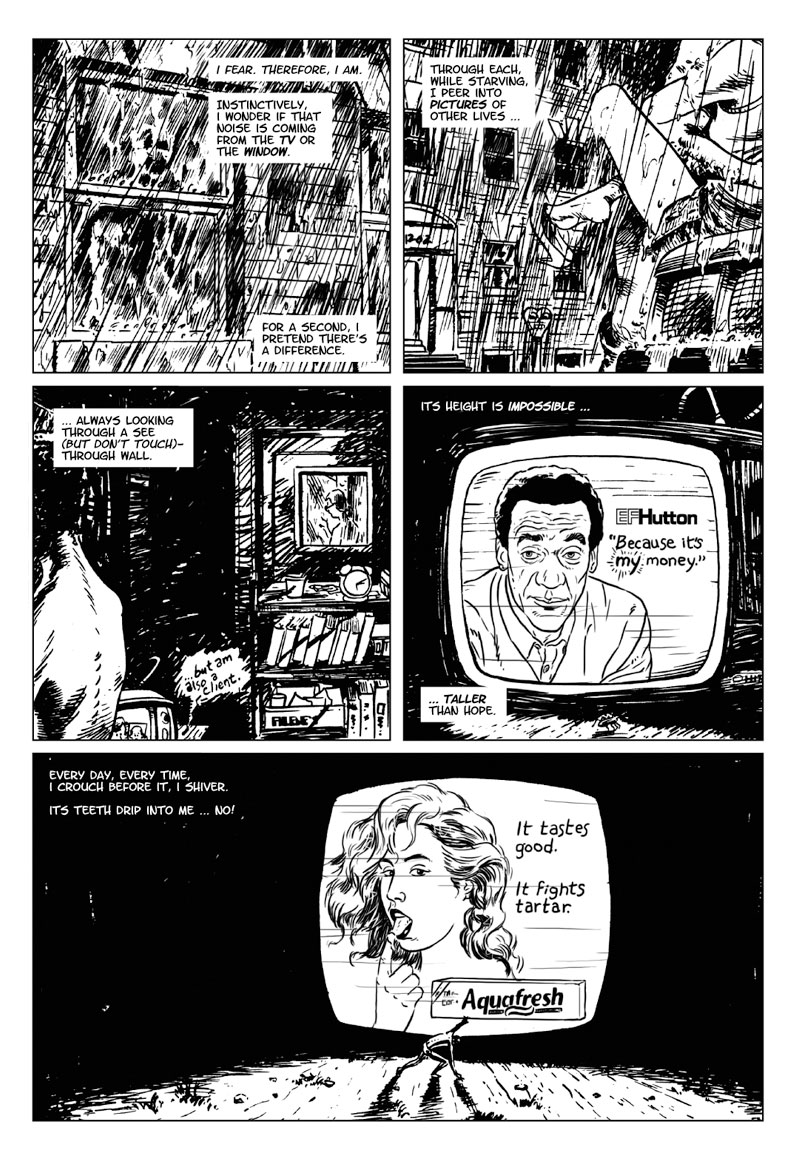 I FEAR. THEREFORE, I AM.
INSTINCTIVELY,
I WONDER IF THAT
NOISE IS COMING
FROM THE TV OR
THE WINDOW.
FOR A SECOND, I
PRETEND THERE'S
A DIFFERENCE.
THROUGH EACH,
WHILE STARVING,
I PEER INTO
PICTURES OF
OTHER LIVES ...
1262
... ALWAYS LOOKING
THROUGH A SEE
(BUT DON'T TOUCH)-
THROUGH WALL.
...but am
also a
client.
ITS HEIGHT IS IMPOSSIBLE ...
EFHutton
"Because it's
my money."
... TALLER
THAN HOPE.
EVERY DAY, EVERY TIME,
I CROUCH BEFORE IT, I SHIVER.
ITS TEETH DRIP INTO ME ... NO!
It tastes
good.
It fights
tartar.
Aquafresh